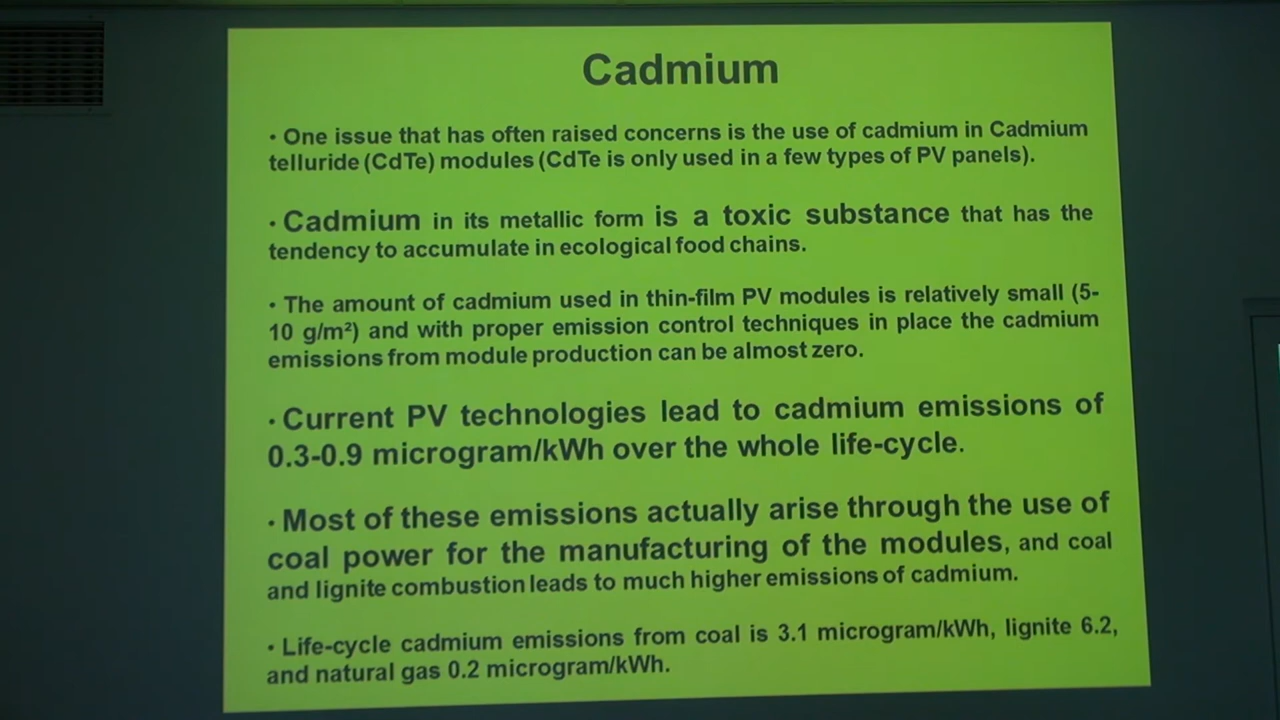 Cadmium
• One issue that has often raised concerns is the use of cadmium in Cadmium
telluride (CdTe) modules (CdTe is only used in a few types of PV panels).
• Cadmium in its metallic form is a toxic substance that has the
tendency to accumulate in ecological food chains.
• The amount of cadmium used in thin-film PV modules is relatively small (5-
10 g/m²) and with proper emission control techniques in place the cadmium
emissions from module production can be almost zero.
• Current PV technologies lead to cadmium emissions of
0.3-0.9 microgram/kWh over the whole life-cycle.
• Most of these emissions actually arise through the use of
coal power for the manufacturing of the modules, and coal
and lignite combustion leads to much higher emissions of cadmium.
• Life-cycle cadmium emissions from coal is 3.1 microgram/kWh, lignite 6.2,
and natural gas 0.2 microgram/kWh.